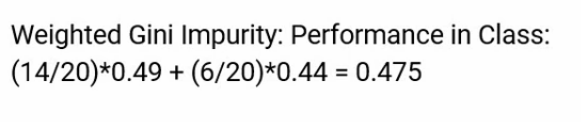 Weighted Gini Impurity: Performance in Class:
(14/20)*0.49 + (6/20)*0.44 = 0.475